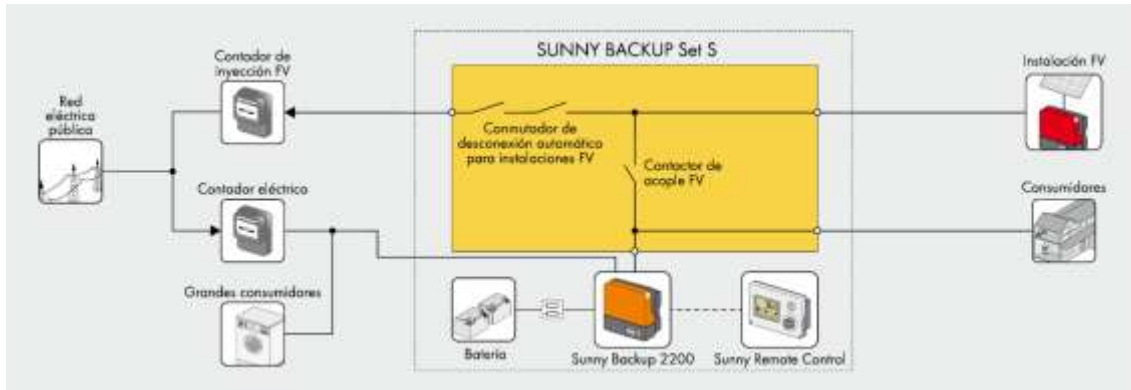 SUNNY BACKUP Set S
Contador de
inyección FV
Instalación FV
Red
eléctrica
pública
Conmutador de
desconexión automática
para instalaciones FV
Contactor de
acople FV
Contador eléctrico
Consumidores
Grandes consumidores
Batería
Sunny Backup 2200
Sunny Remote Control